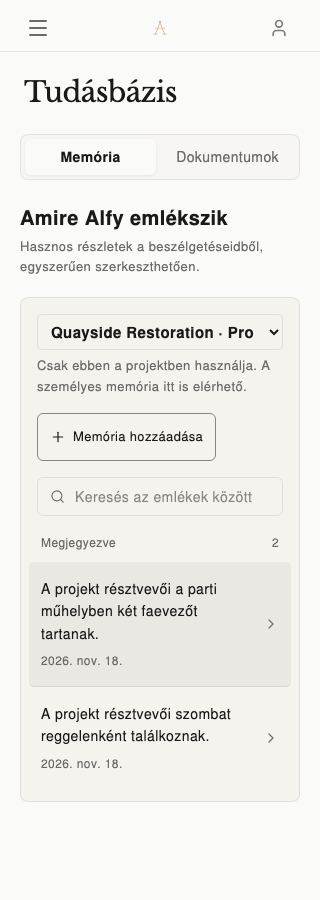 Tudásbázis
Memória
Dokumentumok
Amire Alfy emlékszik
Hasznos részletek a beszélgetéseidből,
egyszerűen szerkeszthetően.
Quayside Restoration · Pro
Csak ebben a projektben használja. A
személyes memória itt is elérhető.
Memória hozzáadása
Keresés az emlékek között
Megjegyezve 2
A projekt résztvevői a parti
műhelyben két faevezőt
tartanak.
2026. nov. 18.
A projekt résztvevői szombat
reggelenként találkoznak.
2026. nov. 18.